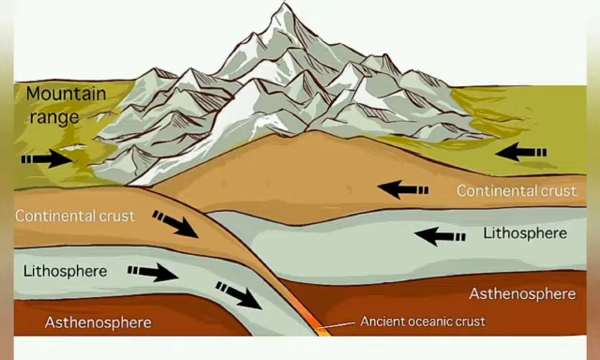 Mountain
range
Continental crust
Continental crust
Lithosphere
Lithosphere
Asthenosphere
Asthenosphere
Ancient oceanic crust